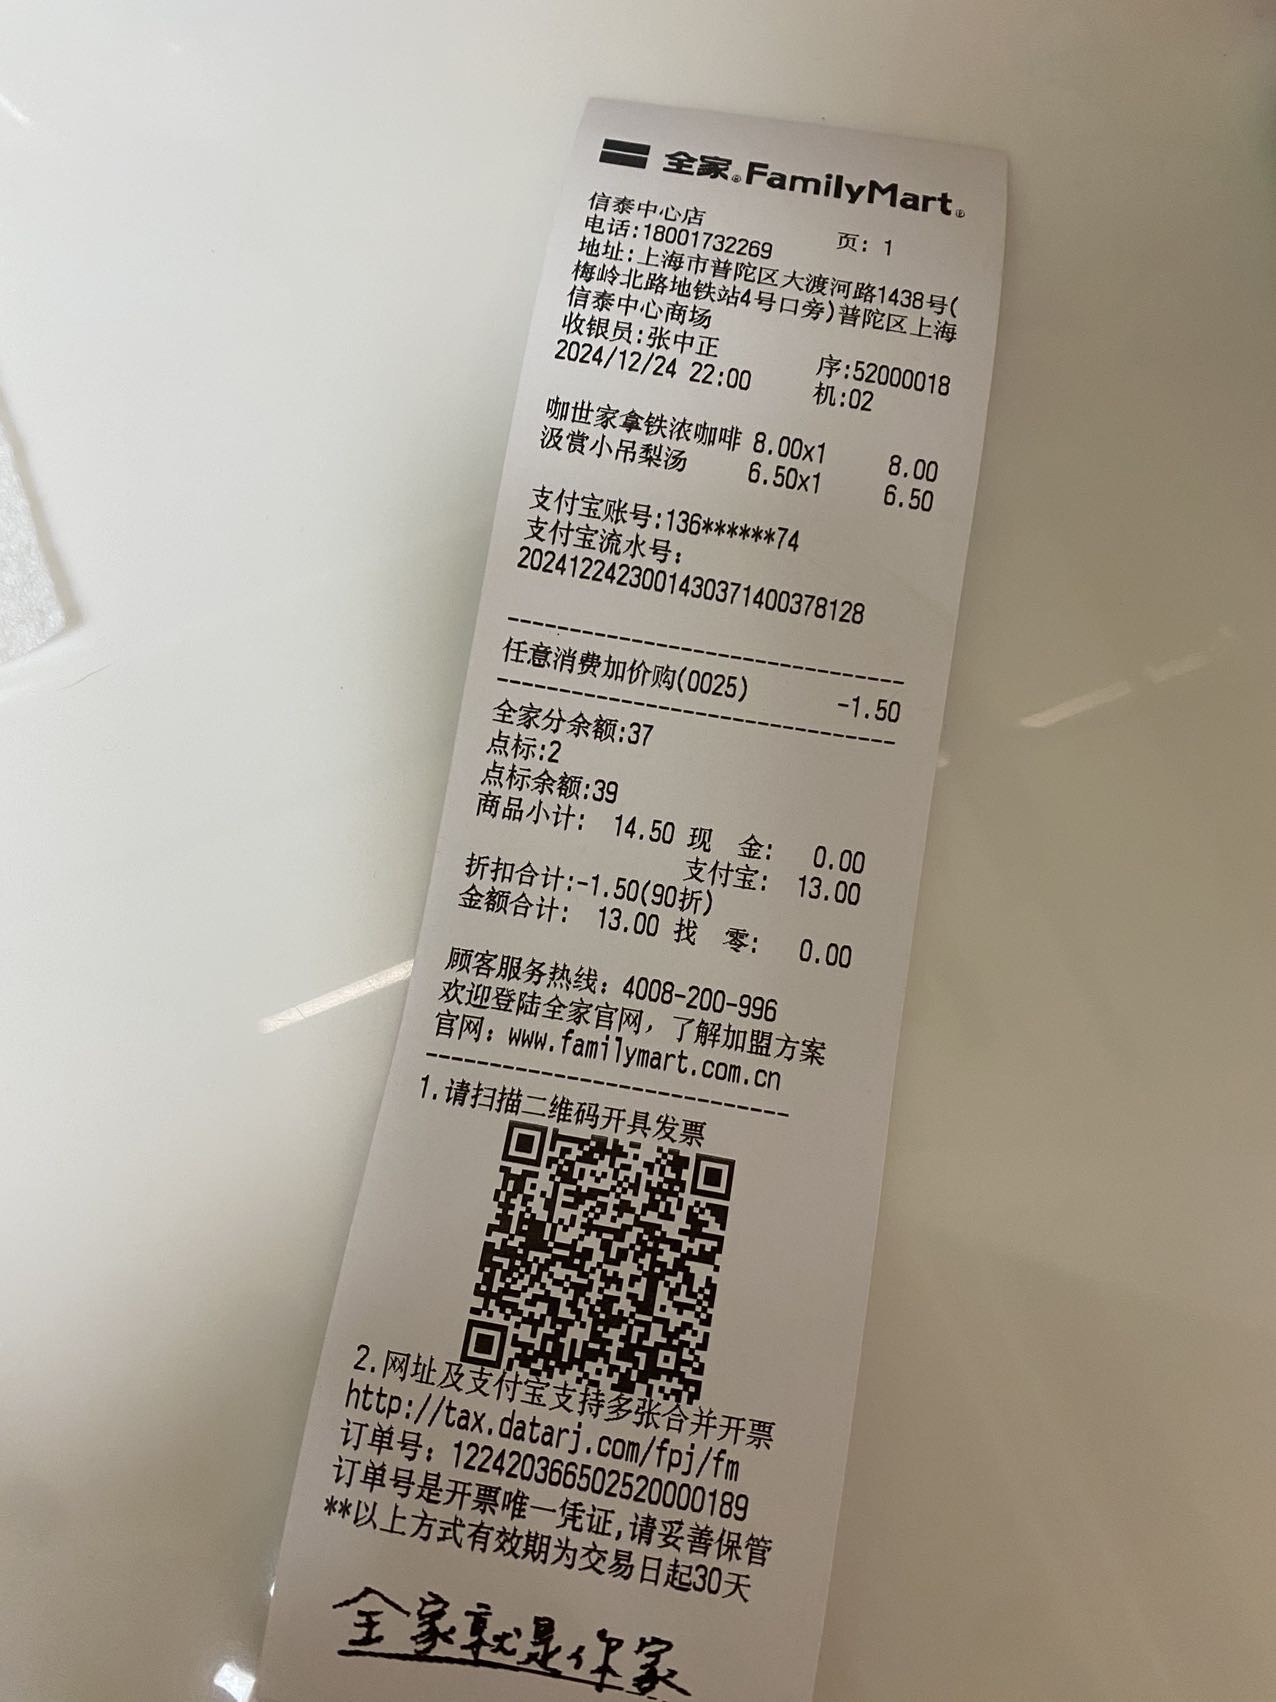 全家®FamilyMart®
信泰中心店 页: 1
电话:18001732269
地址:上海市普陀区大渡河路1438号(
梅岭北路地铁站4号口旁)普陀区上海
信泰中心商场
收银员:张中正 序:52000018
2024/12/24 22:00 机:02
咖世家拿铁浓咖啡 8.00x1 8.00
汲赏小吊梨汤 6.50x1 6.50
支付宝账号:136******74
支付宝流水号:
2024122423001430371400378128
任意消费加价购(0025) -1.50
全家分余额:37
点标:2
点标余额:39
商品小计: 14.50 现 金: 0.00
支付宝: 13.00
折扣合计:-1.50(90折)
金额合计: 13.00 找 零: 0.00
顾客服务热线: 4008-200-996
欢迎登陆全家官网, 了解加盟方案
官网: www.familymart.com.cn
1.请扫描二维码开具发票
2.网址及支付宝支持多张合并开票
http://tax.datarj.com/fpj/fm
订单号: 122420366502520000189
订单号是开票唯一凭证,请妥善保管
**以上方式有效期为交易日起30天
全家就是你家